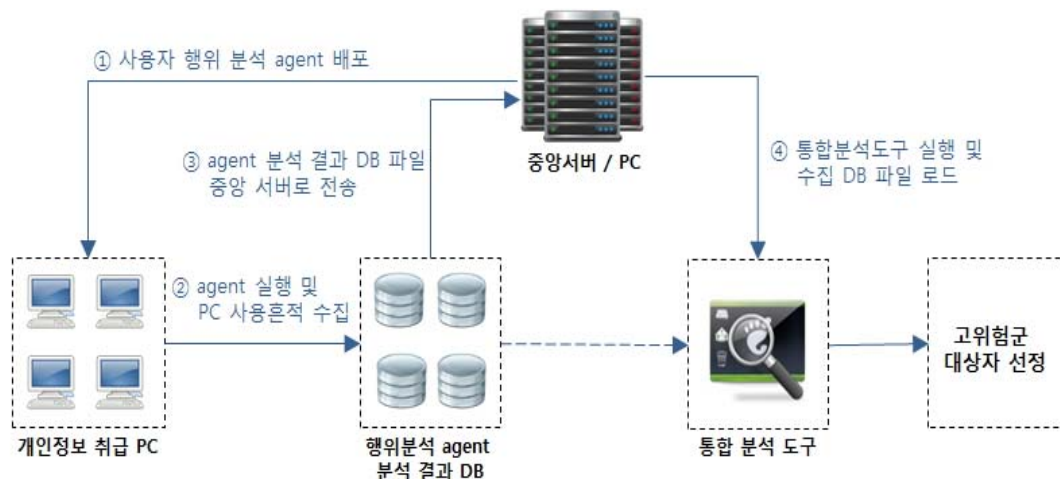 ① 사용자 행위 분석 agent 배포
③ agent 분석 결과 DB 파일
중앙 서버로 전송
중앙서버 / PC
④ 통합분석도구 실행 및
수집 DB 파일 로드
② agent 실행 및
PC 사용흔적 수집
고위험군
대상자 선정
개인정보 취급 PC
행위분석 agent
분석 결과 DB
통합 분석 도구